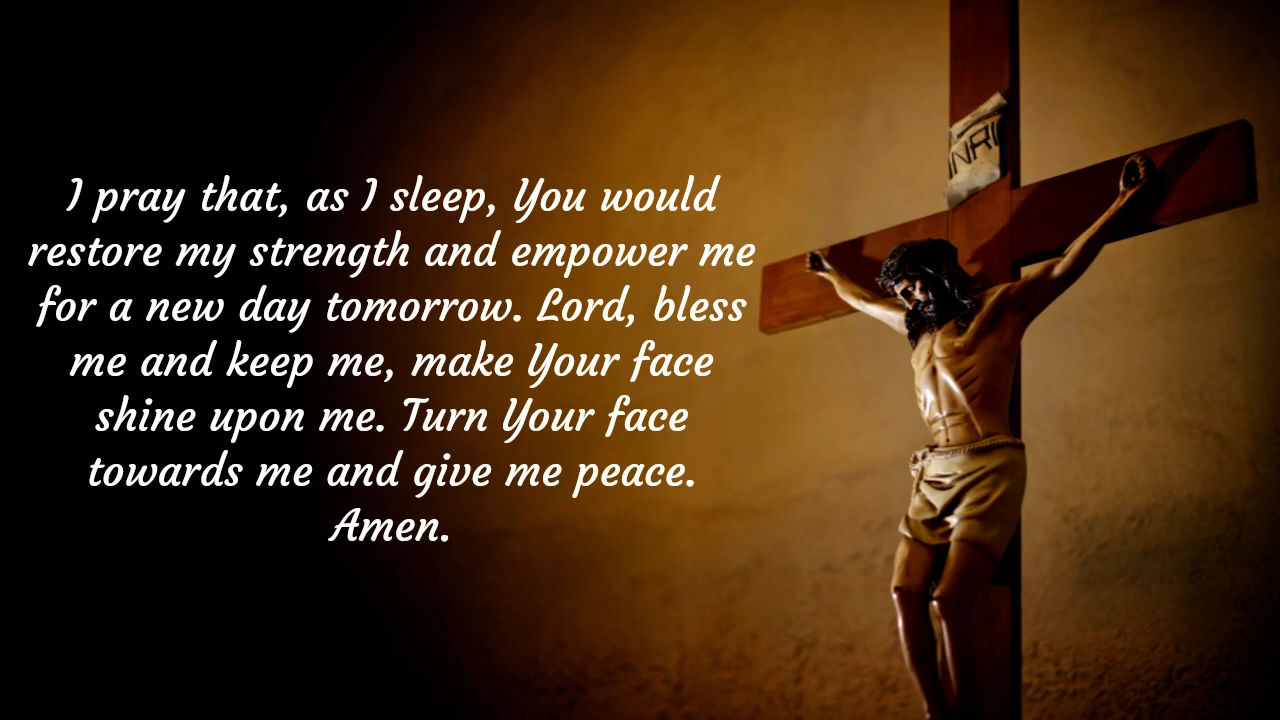 I pray that, as I sleep, You would
restore my strength and empower me
for a new day tomorrow. Lord, bless
me and keep me, make Your face
shine upon me. Turn Your face
towards me and give me peace.
Amen.
INRI